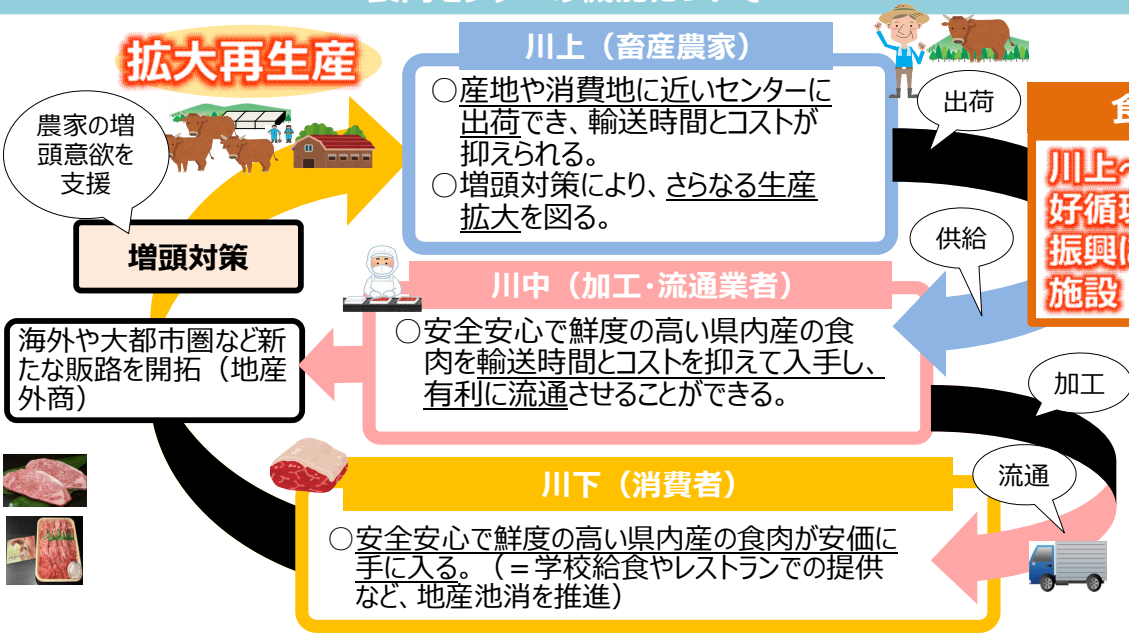 拡大再生産
農家の増
頭意欲を
支援
増頭対策
海外や大都市圏など新
たな販路を開拓（地産
外商）
川上（畜産農家）
○産地や消費地に近いセンターに
出荷でき、輸送時間とコストが
抑えられる。
○増頭対策により、さらなる生産
拡大を図る。
出荷
食
川上へ
好循環
振興に
施設
供給
川中（加工・流通業者）
○安全安心で鮮度の高い県内産の食
肉を輸送時間とコストを抑えて入手し、
有利に流通させることができる。
加工
流通
川下（消費者）
○安全安心で鮮度の高い県内産の食肉が安価に
手に入る。（＝学校給食やレストランでの提供
など、地産池消を推進）